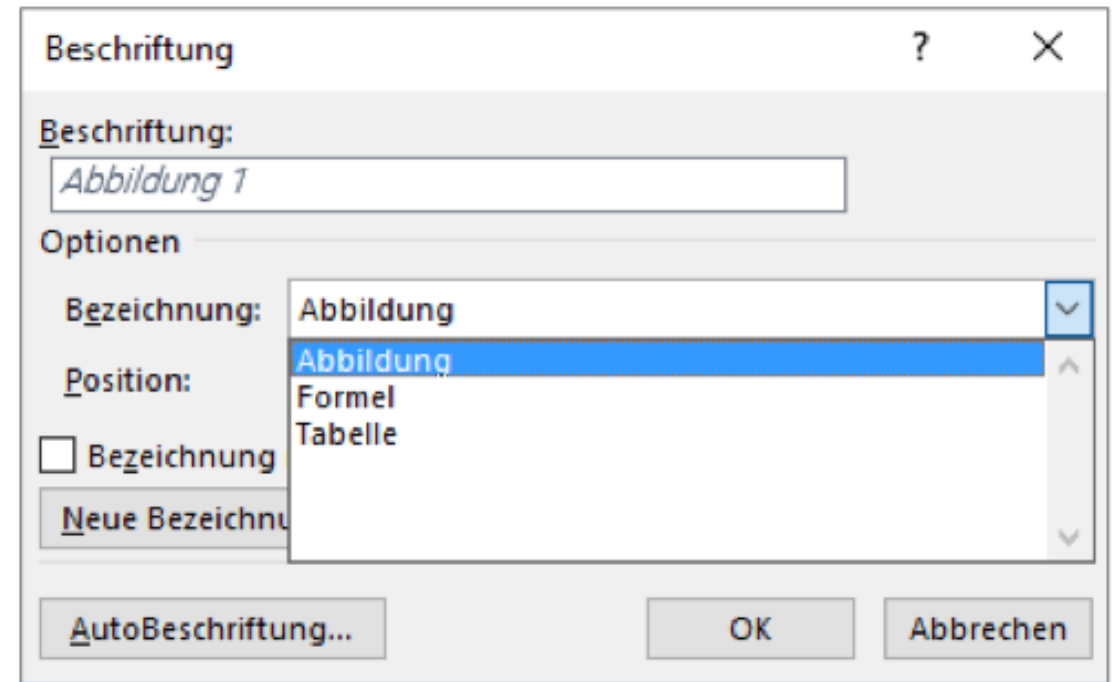 Beschriftung ?
Beschriftung:
Abbildung 1
Optionen
Bezeichnung: Abbildung
Abbildung
Position:
Formel
Tabelle
Bezeichnung
Neue Bezeichnu
AutoBeschriftung... OK Abbrechen